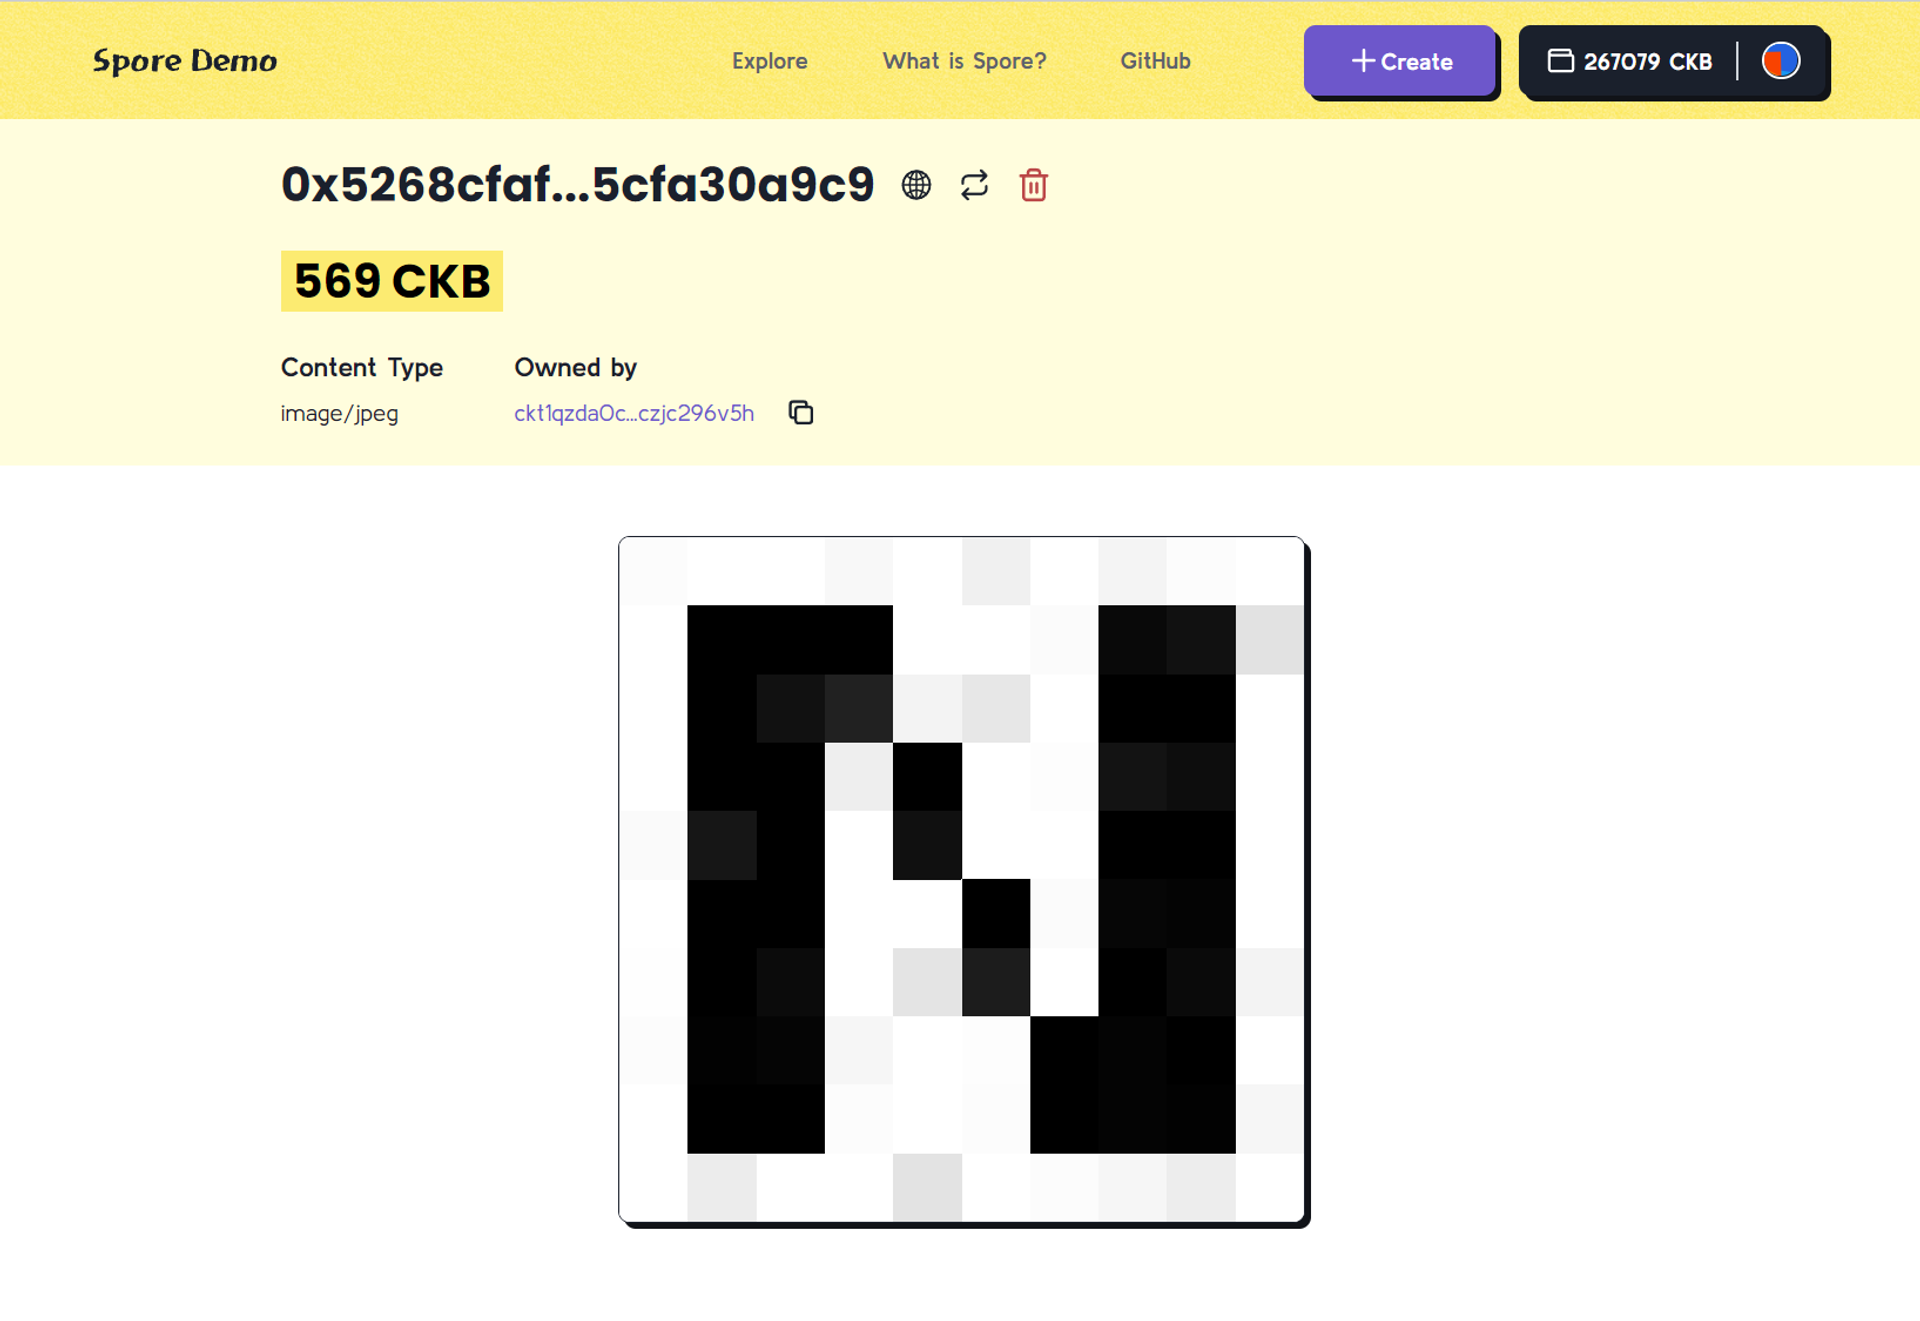 Spore Demo
Explore
What is Spore?
GitHub
Create
267079 CKB
0x5268cfaf...5cfa30a9c9
569 CKB
Content Type
Owned by
image/jpeg
ckt1qzda0c...czjc296v5h
N